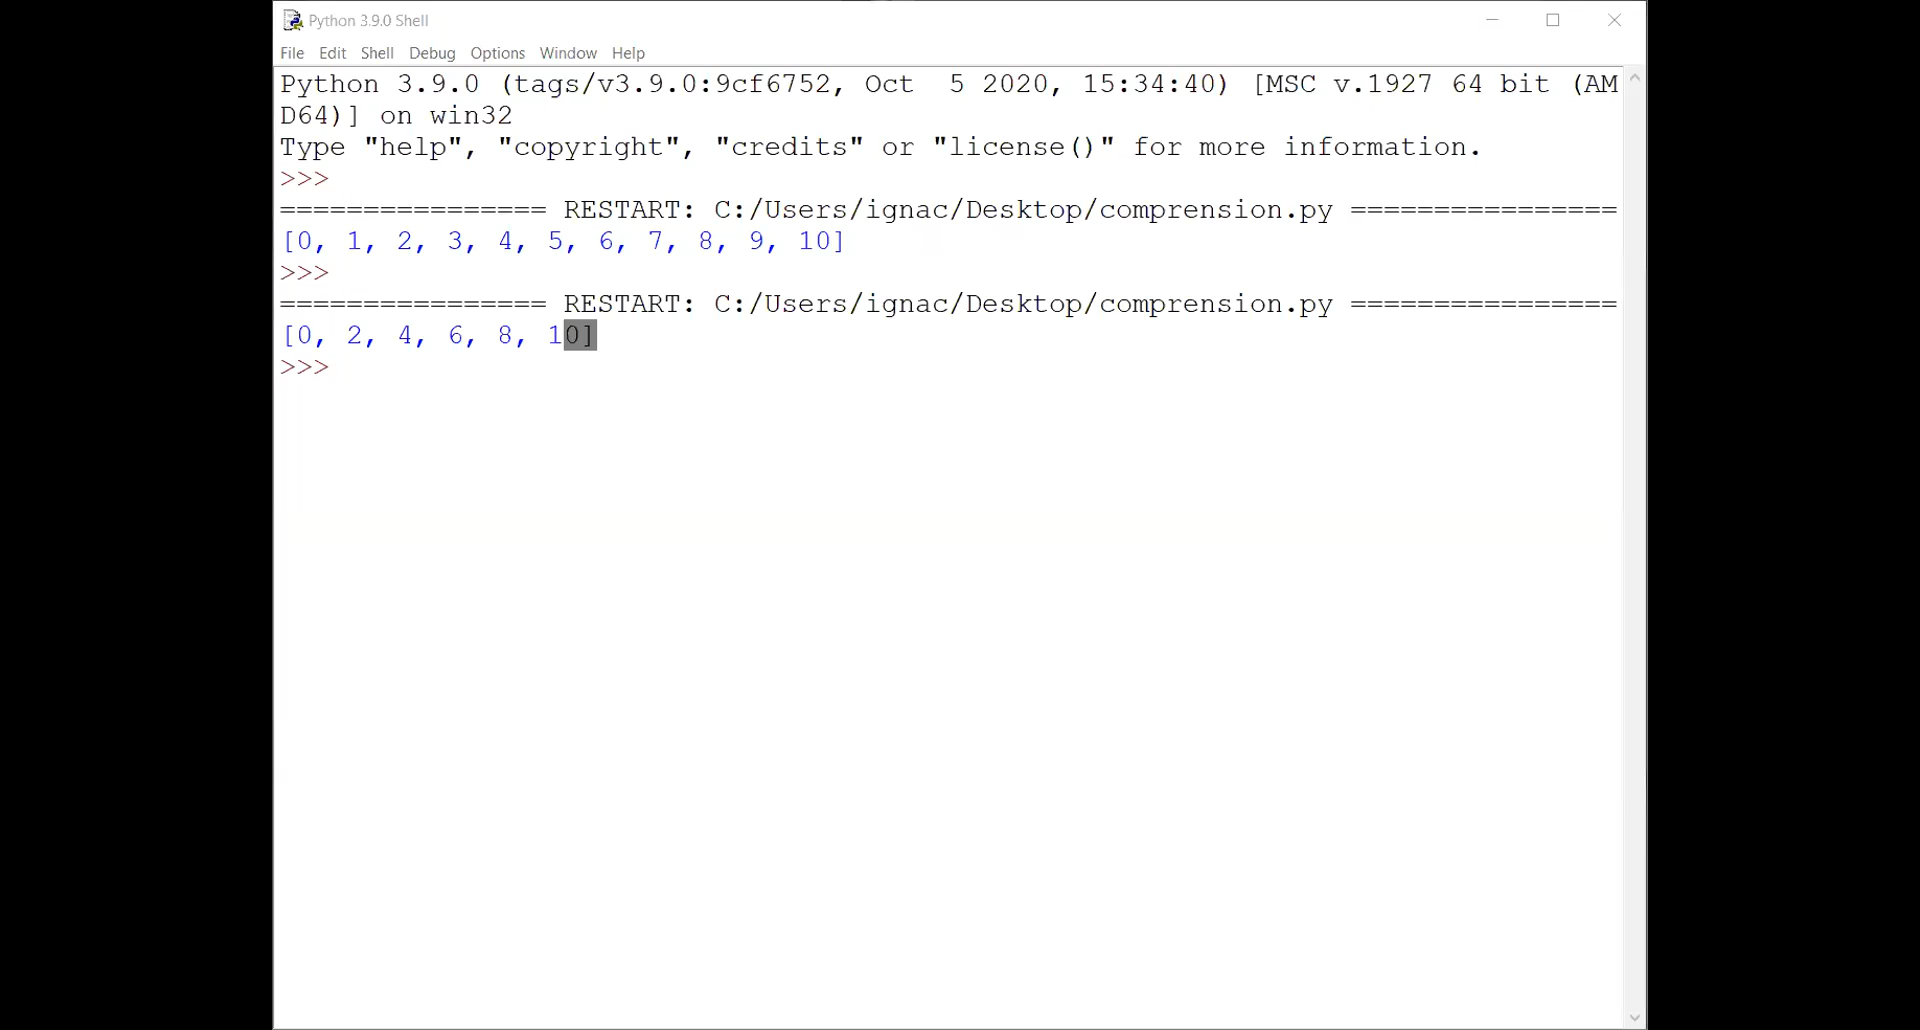 Python 3.9.0 Shell
File Edit Shell Debug Options Window Help
Python 3.9.0 (tags/v3.9.0:9cf6752, Oct  5 2020, 15:34:40) [MSC v.1927 64 bit (AM
D64)] on win32
Type "help", "copyright", "credits" or "license()" for more information.
>>>
================ RESTART: C:/Users/ignac/Desktop/comprension.py ================
[0, 1, 2, 3, 4, 5, 6, 7, 8, 9, 10]
>>>
================ RESTART: C:/Users/ignac/Desktop/comprension.py ================
[0, 2, 4, 6, 8, 10]
>>>